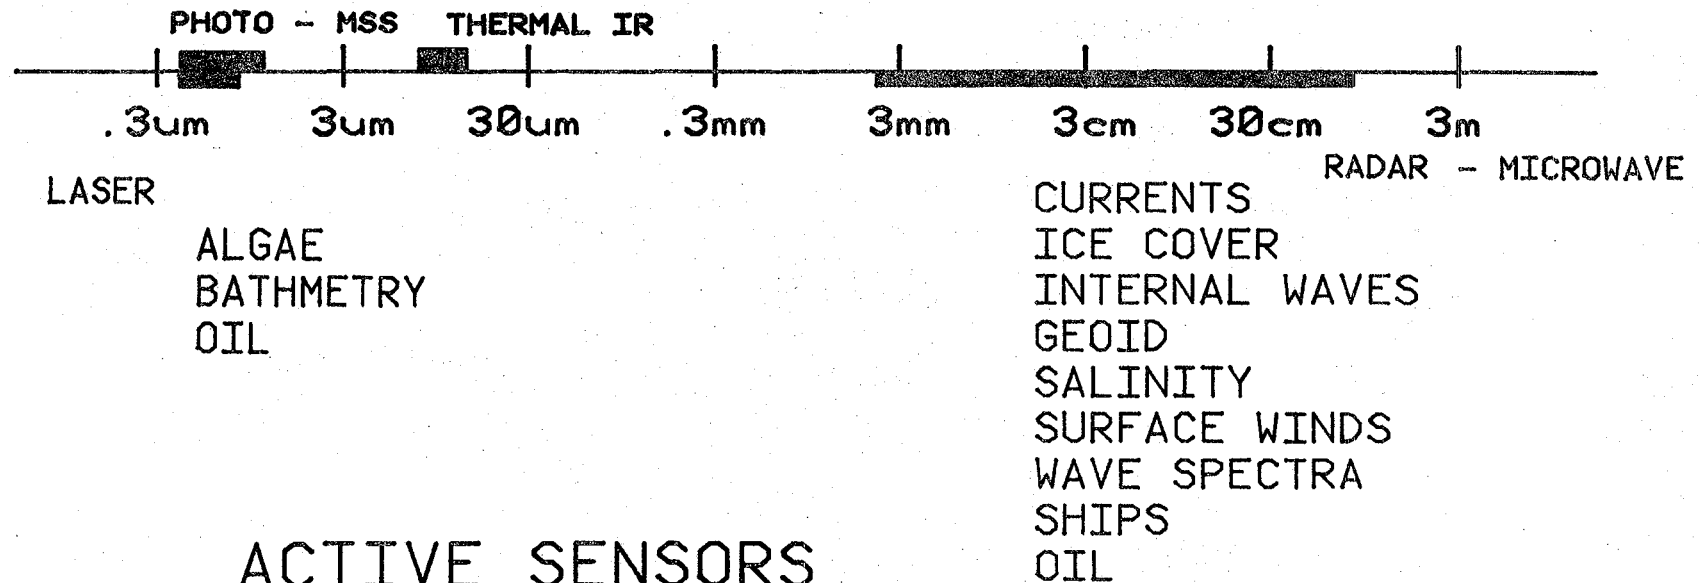 PHOTO - MSS THERMAL IR
.3um 3um 30um .3mm 3mm 3cm 30cm 3m
RADAR - MICROWAVE
LASER
ALGAE
BATHMETRY
OIL
CURRENTS
ICE COVER
INTERNAL WAVES
GEOID
SALINITY
SURFACE WINDS
WAVE SPECTRA
SHIPS
OIL
ACTIVE SENSORS